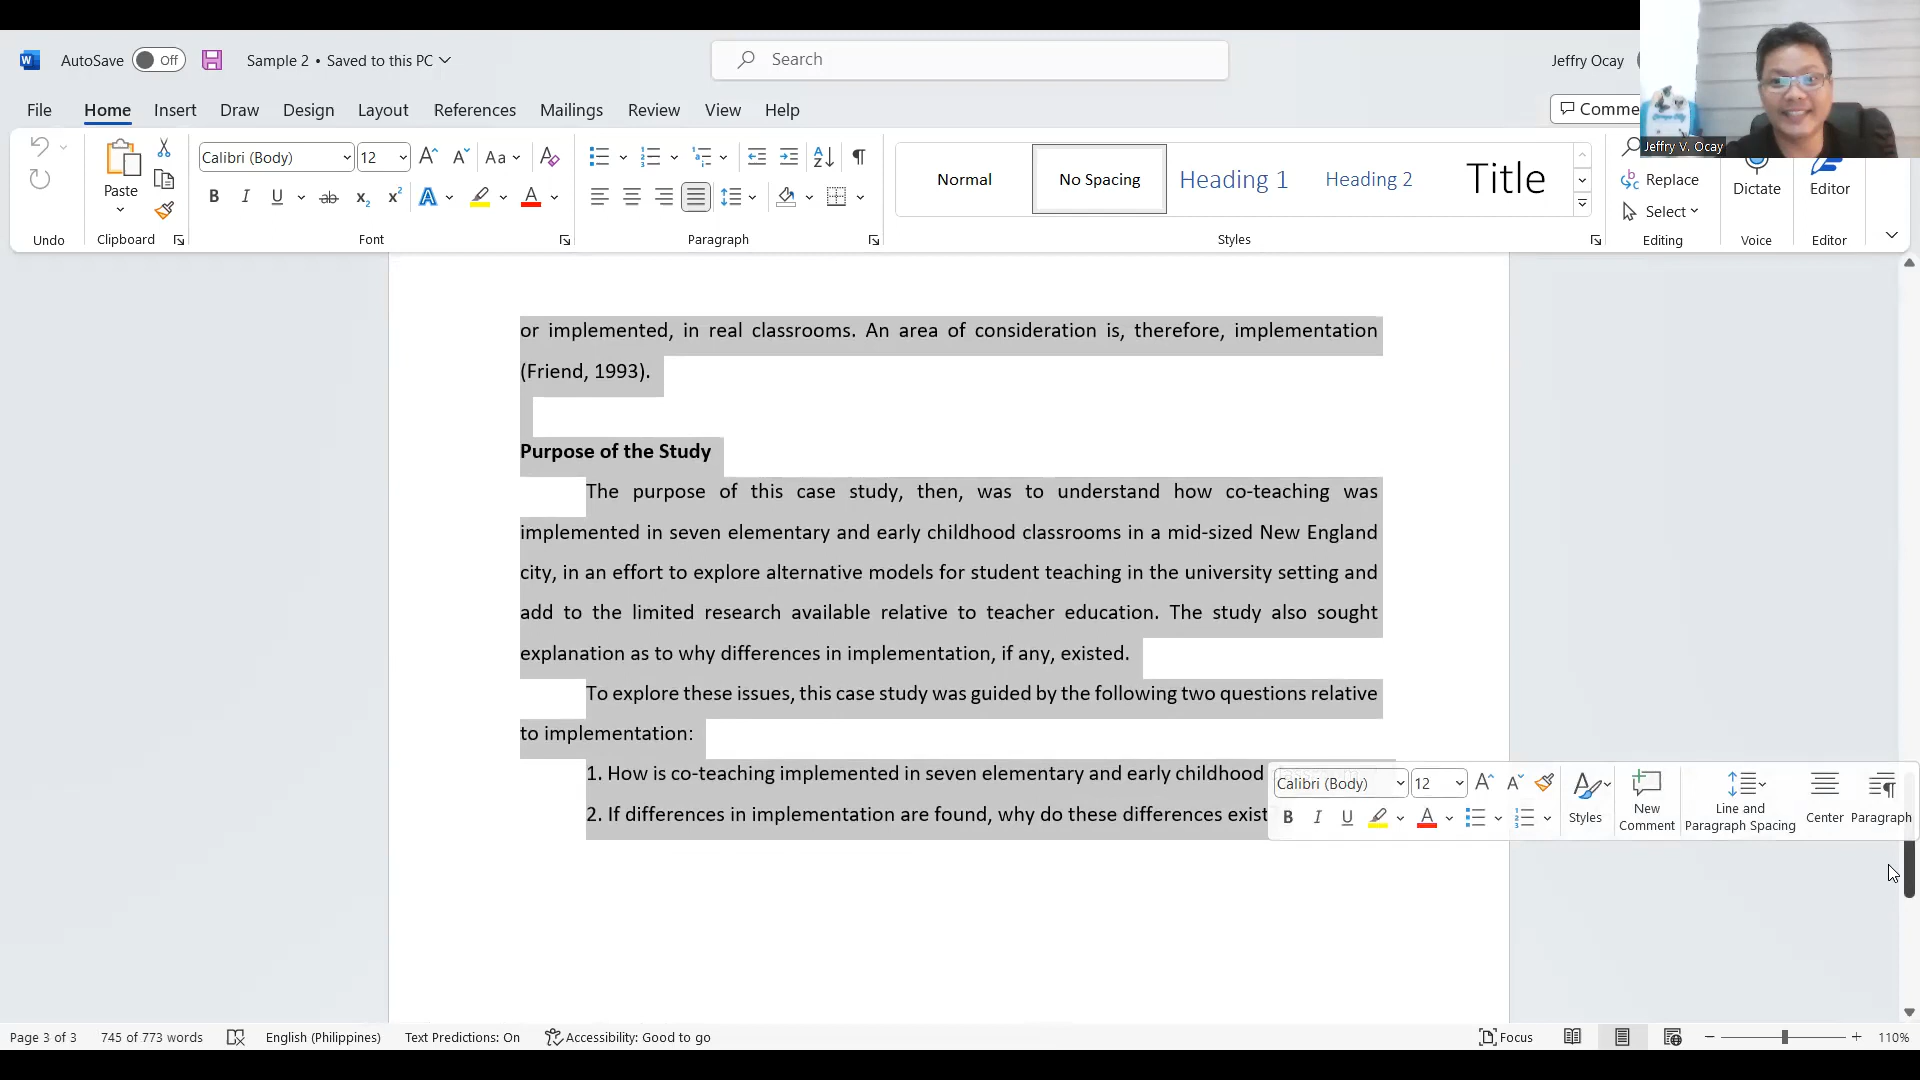 AutoSave Off Sample 2 • Saved to this PC Search Jeffry Ocay
File Home Insert Draw Design Layout References Mailings Review View Help Comme
Jeffry V. Ocay
Calibri (Body) 12 Aa
Paste
Normal No Spacing Heading 1 Heading 2 Title
Replace
Select
Dictate
Editor
Undo Clipboard Font Paragraph Styles Editing Voice Editor
or implemented, in real classrooms. An area of consideration is, therefore, implementation
(Friend, 1993).
Purpose of the Study
The purpose of this case study, then, was to understand how co-teaching was
implemented in seven elementary and early childhood classrooms in a mid-sized New England
city, in an effort to explore alternative models for student teaching in the university setting and
add to the limited research available relative to teacher education. The study also sought
explanation as to why differences in implementation, if any, existed.
To explore these issues, this case study was guided by the following two questions relative
to implementation:
1. How is co-teaching implemented in seven elementary and early childhood
2. If differences in implementation are found, why do these differences exist
Calibri (Body) 12
B I U
Styles
New
Comment
Line and
Paragraph Spacing
Center
Paragraph
Page 3 of 3 745 of 773 words English (Philippines) Text Predictions: On Accessibility: Good to go Focus 110%